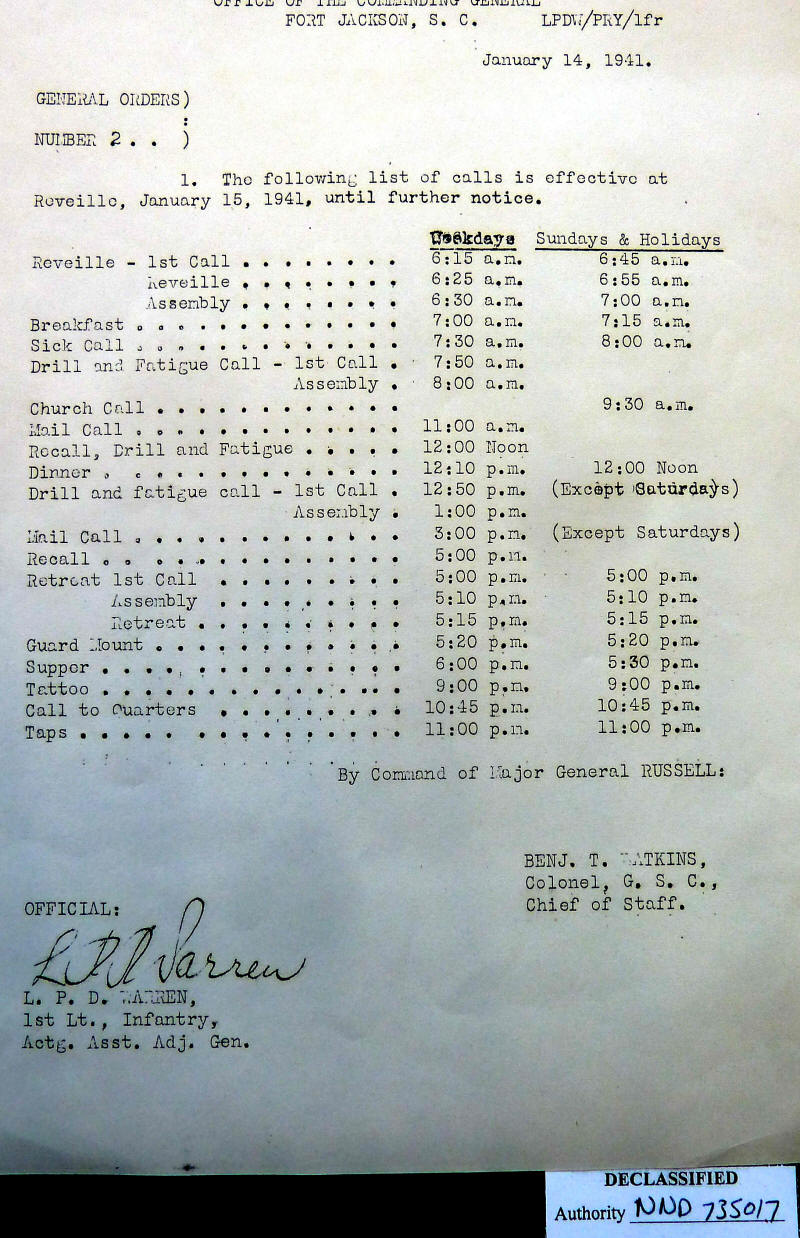 OFFICE OF THE COMMANDING GENERAL
FORT JACKSON, S. C. LPDW/PRY/lfr
January 14, 1941.
GENERAL ORDERS)
:
NUMBER 2 . . )
1. The following list of calls is effective at
Reveille, January 15, 1941, until further notice.
Weekdays Sundays & Holidays
Reveille - 1st Call . . . . . . . . 6:15 a.m. 6:45 a.m.
Reveille . . . . . . . . 6:25 a.m. 6:55 a.m.
Assembly . . . . . . . . 6:30 a.m. 7:00 a.m.
Breakfast . . . . . . . . . . . . . 7:00 a.m. 7:15 a.m.
Sick Call . . . . . . . . . . . . . 7:30 a.m. 8:00 a.m.
Drill and Fatigue Call - 1st Call . 7:50 a.m.
Assembly . 8:00 a.m.
Church Call . . . . . . . . . . . . 9:30 a.m.
Mail Call . . . . . . . . . . . . . 11:00 a.m.
Recall, Drill and Fatigue . . . . . 12:00 Noon
Dinner . . . . . . . . . . . . . . 12:10 p.m. 12:00 Noon
Drill and fatigue call - 1st Call . 12:50 p.m. (Except Saturdays)
Assembly . 1:00 p.m.
Mail Call . . . . . . . . . . . . . 3:00 p.m. (Except Saturdays)
Recall . . . . . . . . . . . . . . 5:00 p.m.
Retreat 1st Call . . . . . . . . . 5:00 p.m. 5:00 p.m.
Assembly . . . . . . . . . 5:10 p.m. 5:10 p.m.
Retreat . . . . . . . . . . 5:15 p.m. 5:15 p.m.
Guard Mount . . . . . . . . . . . . 5:20 p.m. 5:20 p.m.
Supper . . . . . . . . . . . . . . 6:00 p.m. 5:30 p.m.
Tattoo . . . . . . . . . . . . . . 9:00 p.m. 9:00 p.m.
Call to Quarters . . . . . . . . . 10:45 p.m. 10:45 p.m.
Taps . . . . . . . . . . . . . . . 11:00 p.m. 11:00 p.m.
By Command of Major General RUSSELL:
BENJ. T. WATKINS,
Colonel, G. S. C.,
Chief of Staff.
OFFICIAL:
L P D Warren
L. P. D. WARREN,
1st Lt., Infantry,
Actg. Asst. Adj. Gen.
DECLASSIFIED
Authority NND 735017